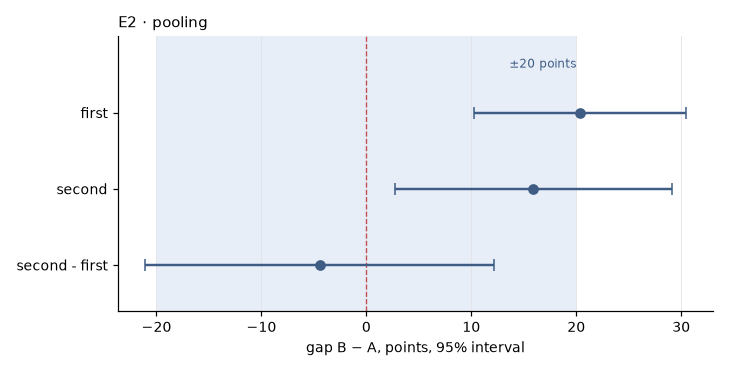 E2 · pooling
±20 points
first
second
second - first
−20 −10 0 10 20 30
gap B − A, points, 95% interval